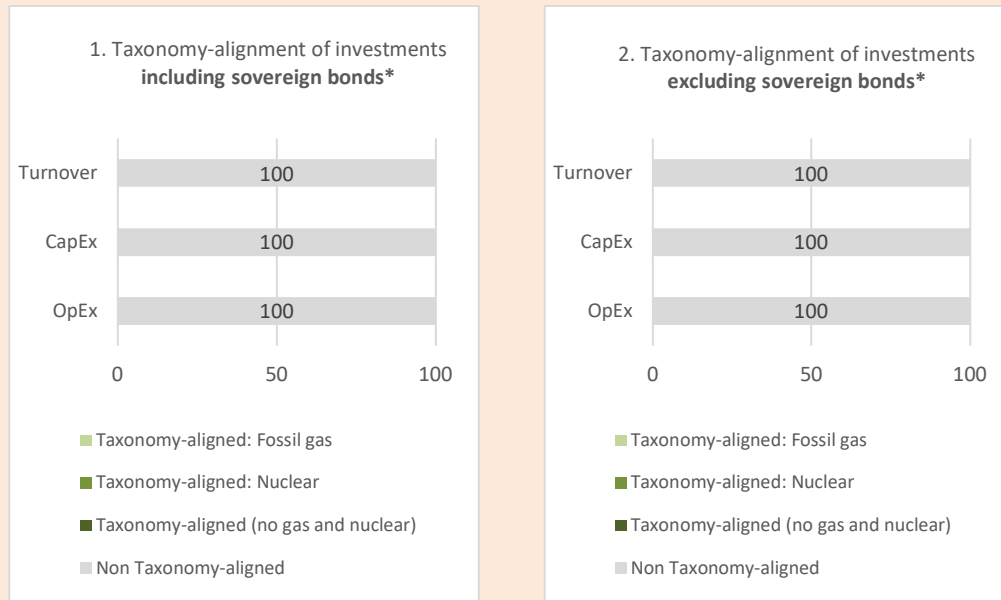 1. Taxonomy-alignment of investments
including sovereign bonds*
Turnover
100
CapEx
100
OpEx
100
0
50
100
Taxonomy-aligned: Fossil gas
Taxonomy-aligned: Nuclear
Taxonomy-aligned (no gas and nuclear)
Non Taxonomy-aligned
2. Taxonomy-alignment of investments
excluding sovereign bonds*
Turnover
100
CapEx
100
OpEx
100
0
50
100
Taxonomy-aligned: Fossil gas
Taxonomy-aligned: Nuclear
Taxonomy-aligned (no gas and nuclear)
Non Taxonomy-aligned